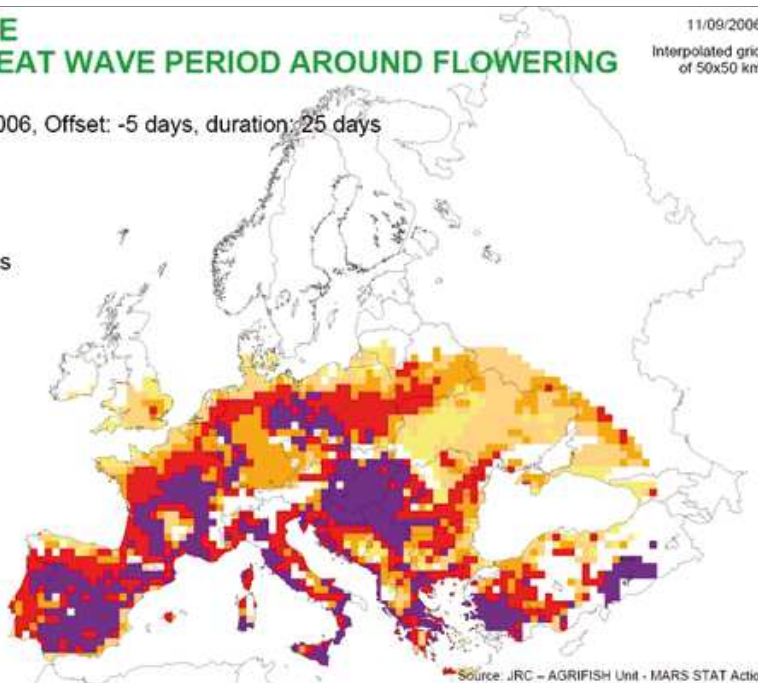 E
EAT WAVE PERIOD AROUND FLOWERING
11/09/2006
Interpolated grid
of 50x50 km
006, Offset: -5 days, duration: 25 days
s
Source: JRC – AGRIFISH Unit - MARS STAT Actio